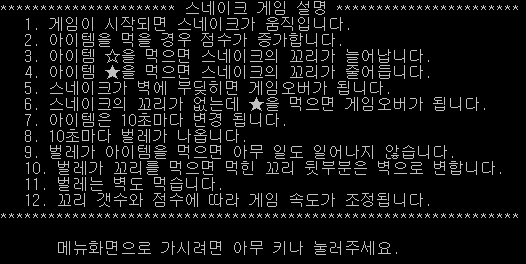 ********************** 스네이크 게임 설명 **********************
1. 게임이 시작되면 스네이크가 움직입니다.
2. 아이템을 먹을 경우 점수가 증가합니다.
3. 아이템 ☆을 먹으면 스네이크의 꼬리가 늘어납니다.
4. 아이템 ★을 먹으면 스네이크의 꼬리가 줄어듭니다.
5. 스네이크가 벽에 부딪히면 게임오버가 됩니다.
6. 스네이크의 꼬리가 없는데 ★을 먹으면 게임오버가 됩니다.
7. 아이템은 10초마다 변경 됩니다.
8. 10초마다 벌레가 나옵니다.
9. 벌레가 아이템을 먹으면 아무 일도 일어나지 않습니다.
10. 벌레가 꼬리를 먹으면 먹힌 꼬리 뒷부분은 벽으로 변합니다.
11. 벌레는 벽도 먹습니다.
12. 꼬리 갯수와 점수에 따라 게임 속도가 조정됩니다.
*****************************************************************
메뉴화면으로 가시려면 아무 키나 눌러주세요.